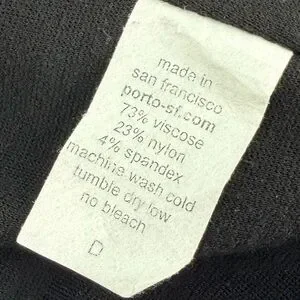 made in
san francisco
porto-sf.com
73% viscose
23% nylon
4% spandex
machine wash cold
tumble dry low
no bleach
D